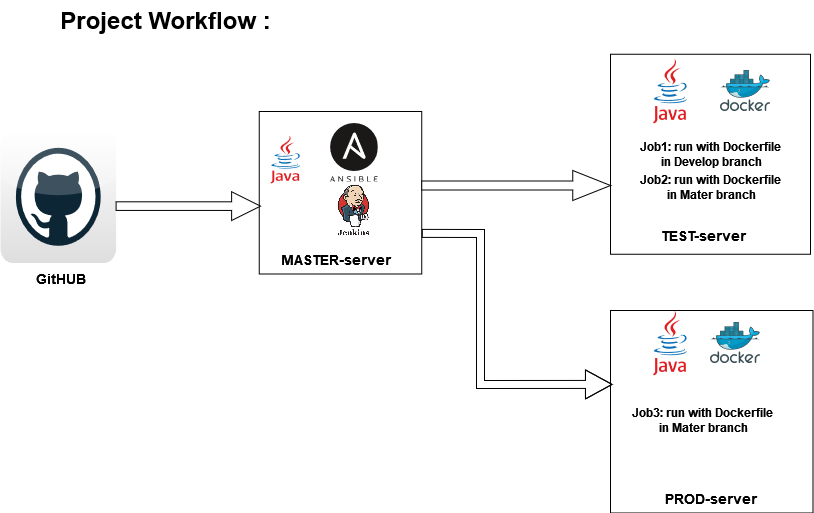 Project Workflow :
GitHUB
Java
ANSIBLE
Jenkins
MASTER-server
Java
docker
Job1: run with Dockerfile
in Develop branch
Job2: run with Dockerfile
in Mater branch
TEST-server
Java
docker
Job3: run with Dockerfile
in Mater branch
PROD-server